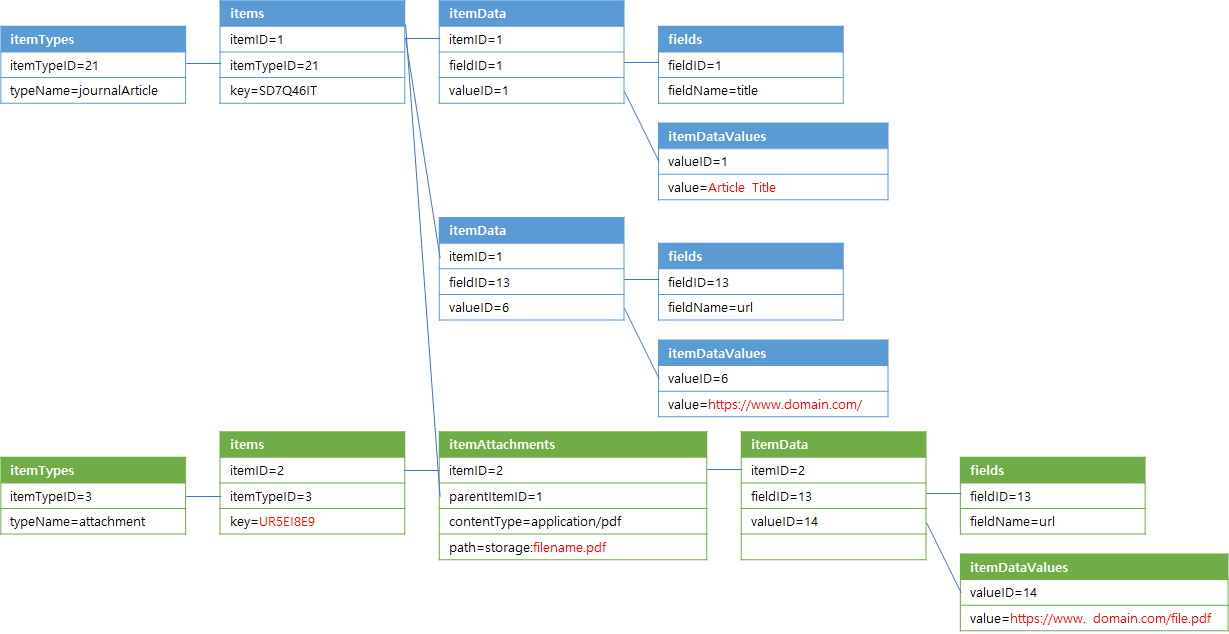 itemTypes
itemTypeID=21
typeName=journalArticle
items
itemID=1
itemTypeID=21
key=SD7Q46IT
itemData
itemID=1
fieldID=1
valueID=1
fields
fieldID=1
fieldName=title
itemDataValues
valueID=1
value=Article Title
itemData
itemID=1
fieldID=13
valueID=6
fields
fieldID=13
fieldName=url
itemDataValues
valueID=6
value=https://www.domain.com/
itemTypes
itemTypeID=3
typeName=attachment
items
itemID=2
itemTypeID=3
key=UR5EI8E9
itemAttachments
itemID=2
parentItemID=1
contentType=application/pdf
path=storage:filename.pdf
itemData
itemID=2
fieldID=13
valueID=14
fields
fieldID=13
fieldName=url
itemDataValues
valueID=14
value=https://www. domain.com/file.pdf